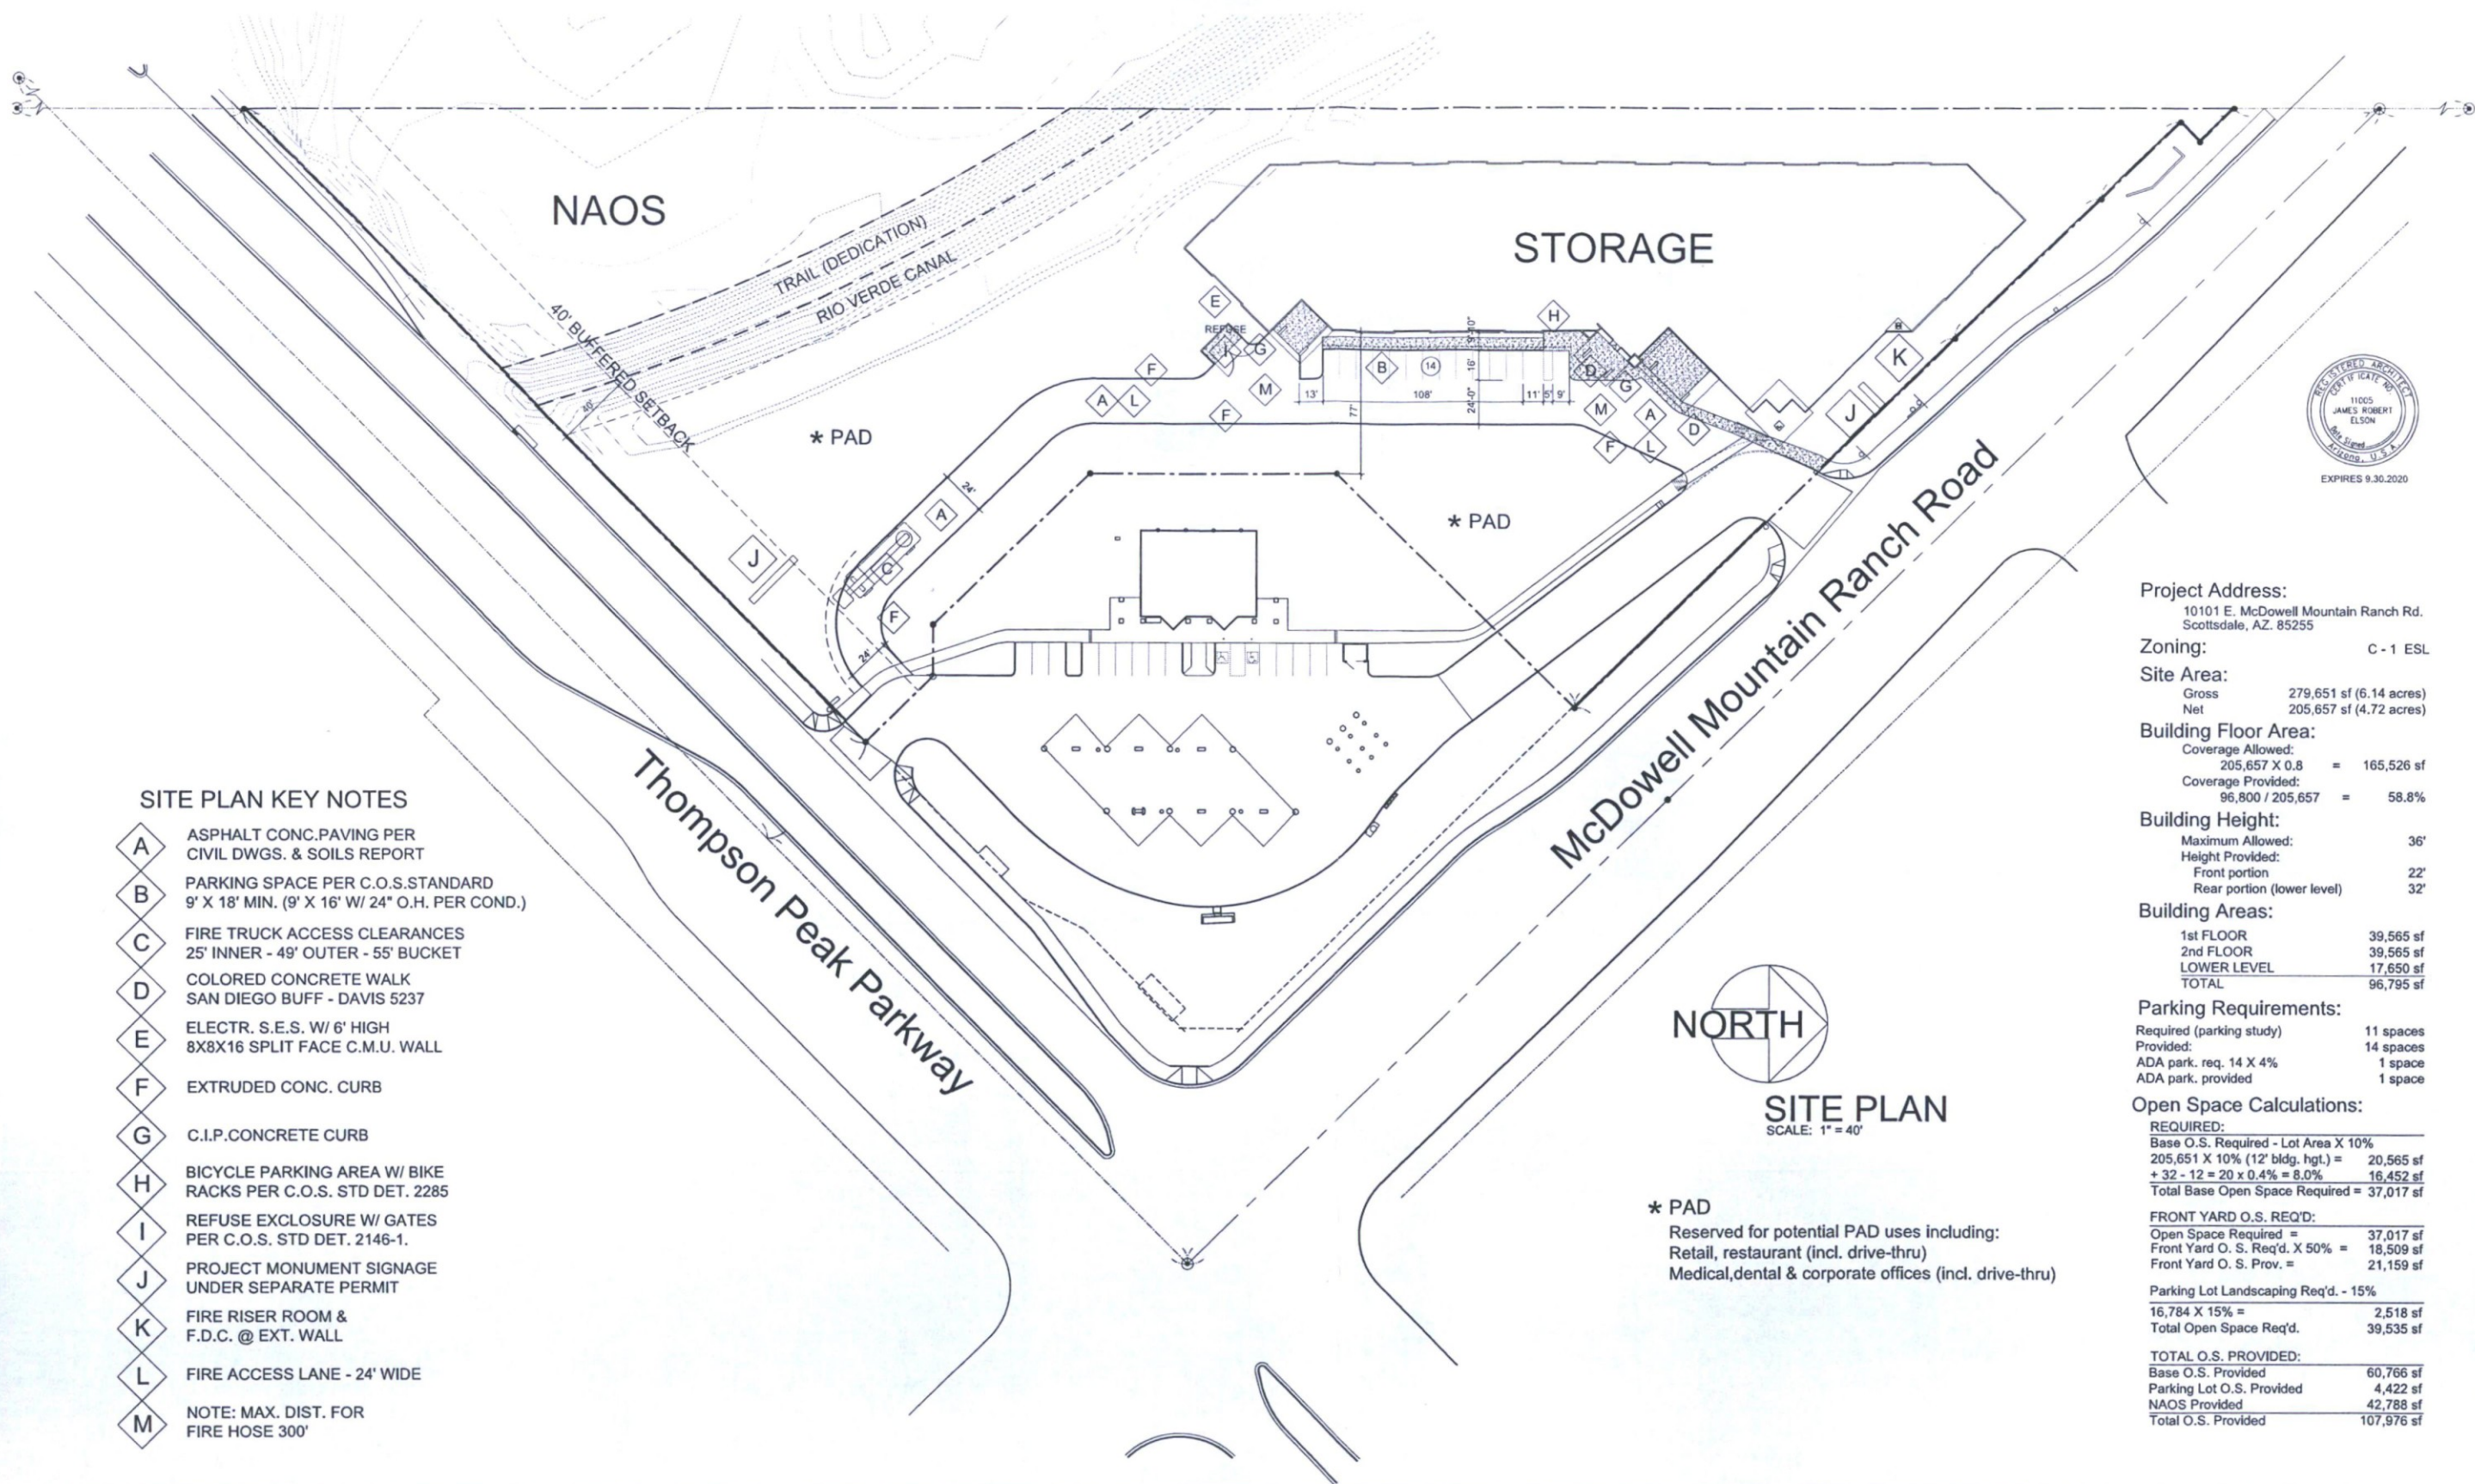 NAOS
TRAIL (DEDICATION)
RIO VERDE CANAL
40' BUFFERED SETBACK
40'
STORAGE
E
REFUSE
I
G
F
A
L
M
F
H
B
14
D
G
M
A
D
F
L
K
J
H
13'
108'
11'
5'
9'
77'
24'-0"
16'
* PAD
* PAD
24'
A
J
C
F
24'
Thompson Peak Parkway
McDowell Mountain Ranch Road
REGISTERED ARCHITECT
CERTIFICATE NO.
11005
JAMES ROBERT
ELSON
Date Signed
Arizona, U.S.A.
EXPIRES 9.30.2020
SITE PLAN KEY NOTES
A ASPHALT CONC.PAVING PER
CIVIL DWGS. & SOILS REPORT
B PARKING SPACE PER C.O.S.STANDARD
9' X 18' MIN. (9' X 16' W/ 24" O.H. PER COND.)
C FIRE TRUCK ACCESS CLEARANCES
25' INNER - 49' OUTER - 55' BUCKET
D COLORED CONCRETE WALK
SAN DIEGO BUFF - DAVIS 5237
E ELECTR. S.E.S. W/ 6' HIGH
8X8X16 SPLIT FACE C.M.U. WALL
F EXTRUDED CONC. CURB
G C.I.P.CONCRETE CURB
H BICYCLE PARKING AREA W/ BIKE
RACKS PER C.O.S. STD DET. 2285
I REFUSE EXCLOSURE W/ GATES
PER C.O.S. STD DET. 2146-1.
J PROJECT MONUMENT SIGNAGE
UNDER SEPARATE PERMIT
K FIRE RISER ROOM &
F.D.C. @ EXT. WALL
L FIRE ACCESS LANE - 24' WIDE
M NOTE: MAX. DIST. FOR
FIRE HOSE 300'
NORTH
SITE PLAN
SCALE: 1" = 40'
* PAD
Reserved for potential PAD uses including:
Retail, restaurant (incl. drive-thru)
Medical,dental & corporate offices (incl. drive-thru)
Project Address:
10101 E. McDowell Mountain Ranch Rd.
Scottsdale, AZ. 85255
Zoning: C - 1 ESL
Site Area:
Gross 279,651 sf (6.14 acres)
Net 205,657 sf (4.72 acres)
Building Floor Area:
Coverage Allowed:
205,657 X 0.8 = 165,526 sf
Coverage Provided:
96,800 / 205,657 = 58.8%
Building Height:
Maximum Allowed: 36'
Height Provided:
Front portion 22'
Rear portion (lower level) 32'
Building Areas:
1st FLOOR 39,565 sf
2nd FLOOR 39,565 sf
LOWER LEVEL 17,650 sf
TOTAL 96,795 sf
Parking Requirements:
Required (parking study) 11 spaces
Provided: 14 spaces
ADA park. req. 14 X 4% 1 space
ADA park. provided 1 space
Open Space Calculations:
REQUIRED:
Base O.S. Required - Lot Area X 10%
205,651 X 10% (12' bldg. hgt.) = 20,565 sf
+ 32 - 12 = 20 x 0.4% = 8.0% 16,452 sf
Total Base Open Space Required = 37,017 sf
FRONT YARD O.S. REQ'D:
Open Space Required = 37,017 sf
Front Yard O. S. Req'd. X 50% = 18,509 sf
Front Yard O. S. Prov. = 21,159 sf
Parking Lot Landscaping Req'd. - 15%
16,784 X 15% = 2,518 sf
Total Open Space Req'd. 39,535 sf
TOTAL O.S. PROVIDED:
Base O.S. Provided 60,766 sf
Parking Lot O.S. Provided 4,422 sf
NAOS Provided 42,788 sf
Total O.S. Provided 107,976 sf